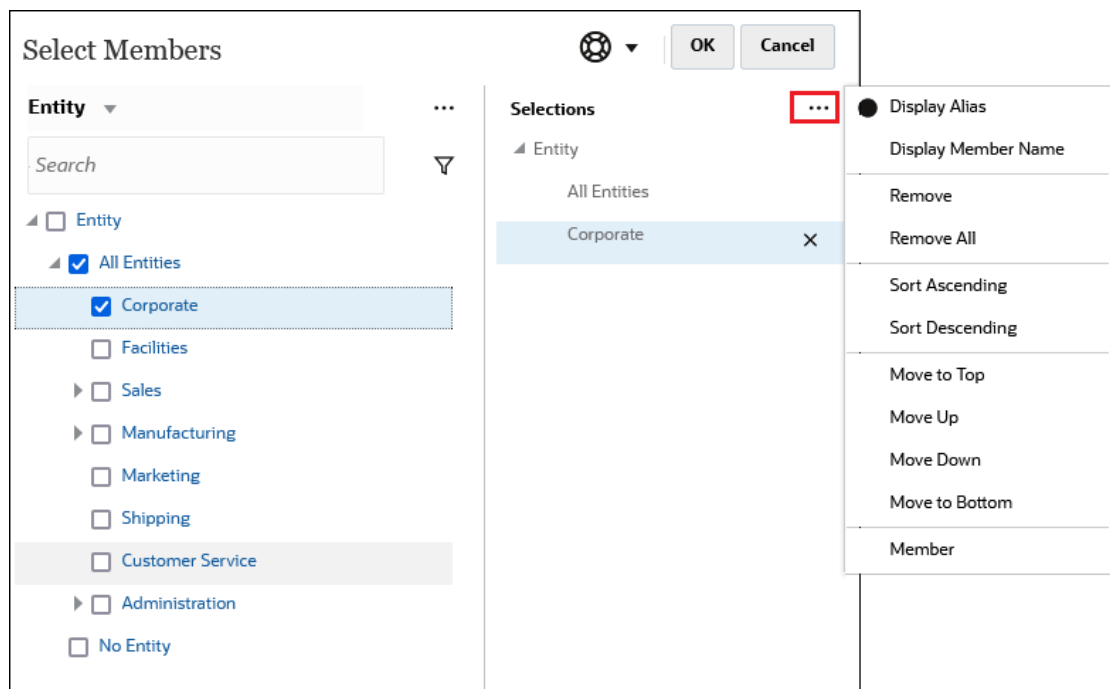 Select Members
OK
Cancel
Entity
Search
Entity
All Entities
Corporate
Facilities
Sales
Manufacturing
Marketing
Shipping
Customer Service
Administration
No Entity
Selections
Entity
All Entities
Corporate
Display Alias
Display Member Name
Remove
Remove All
Sort Ascending
Sort Descending
Move to Top
Move Up
Move Down
Move to Bottom
Member